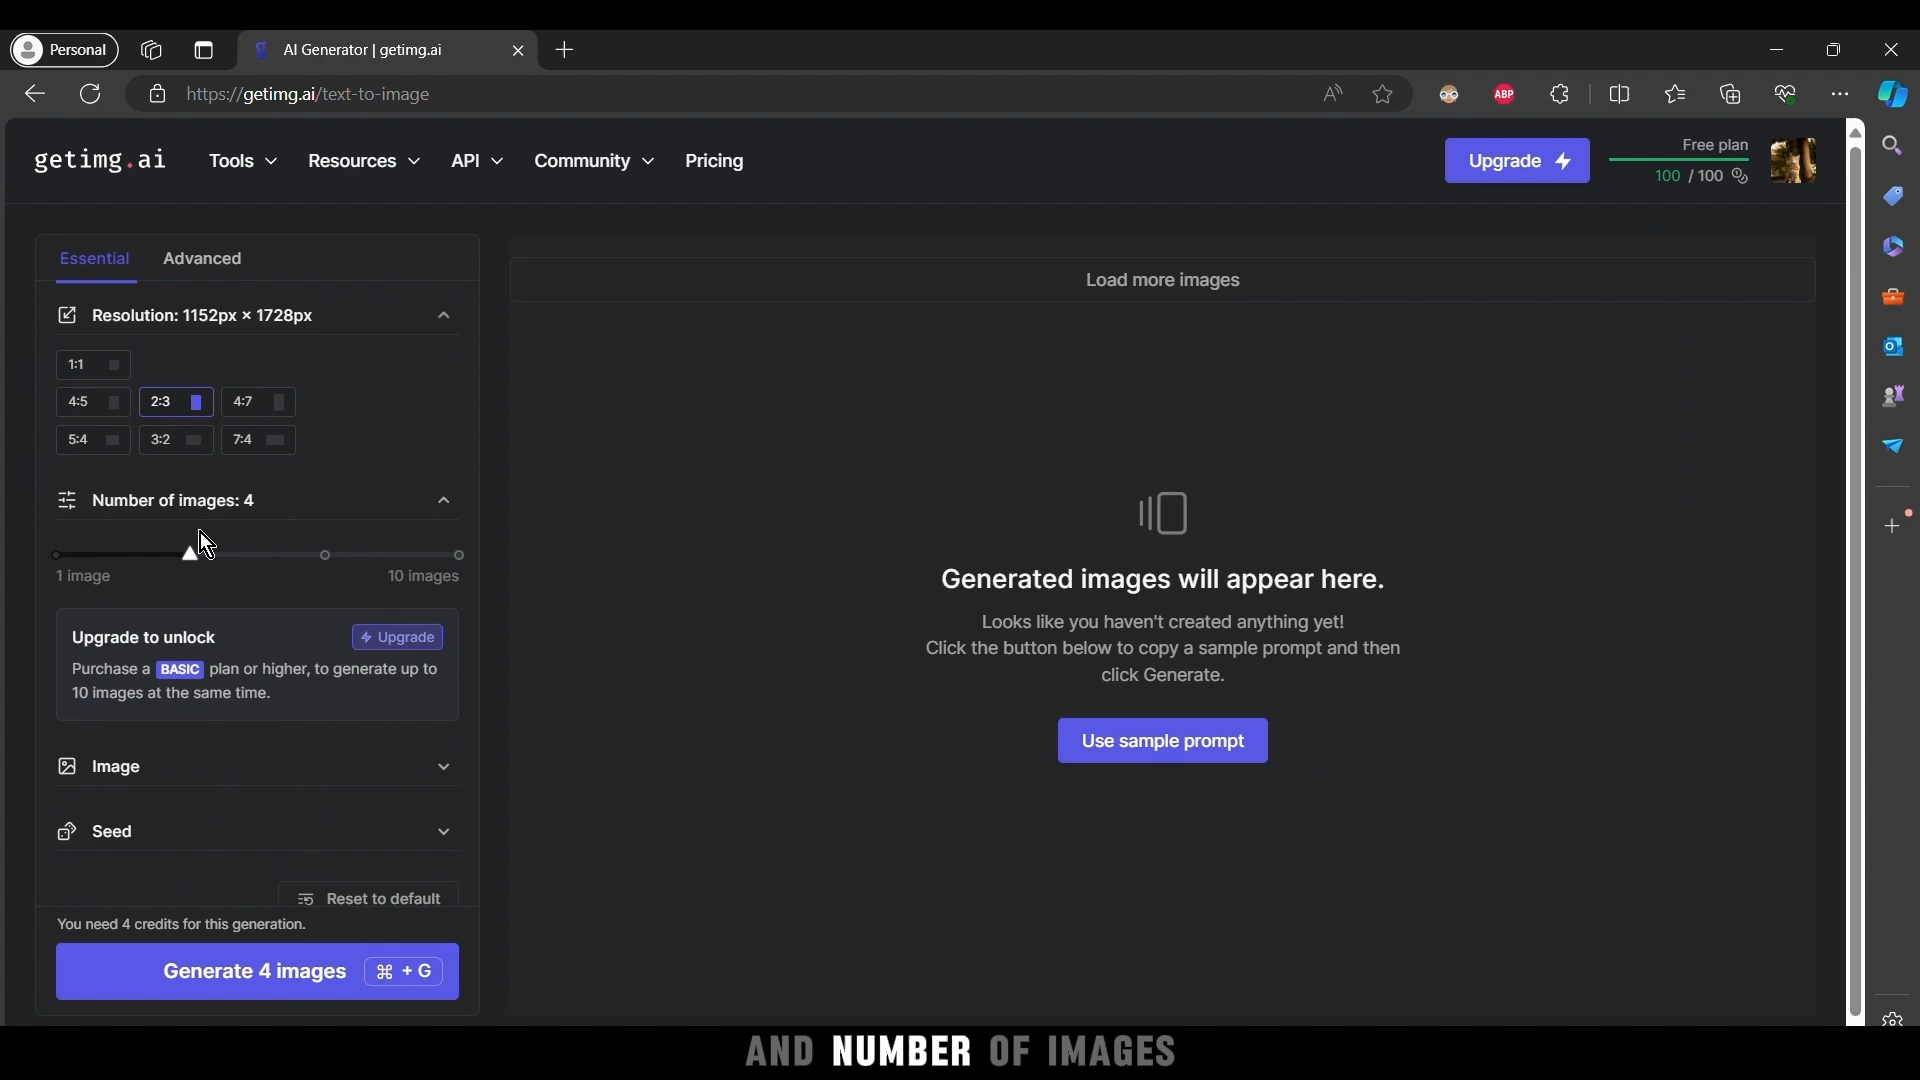 Personal
AI Generator | getimg.ai
https://getimg.ai/text-to-image
ABP
getimg.ai
Tools
Resources
API
Community
Pricing
Upgrade
Free plan
100 / 100
Essential
Advanced
Load more images
Resolution: 1152px × 1728px
1:1
4:5
2:3
4:7
5:4
3:2
7:4
Number of images: 4
1 image
10 images
Upgrade to unlock
Upgrade
Purchase a BASIC plan or higher, to generate up to
10 images at the same time.
Image
Seed
Reset to default
You need 4 credits for this generation.
Generate 4 images
⌘ + G
Generated images will appear here.
Looks like you haven't created anything yet!
Click the button below to copy a sample prompt and then
click Generate.
Use sample prompt
AND NUMBER OF IMAGES